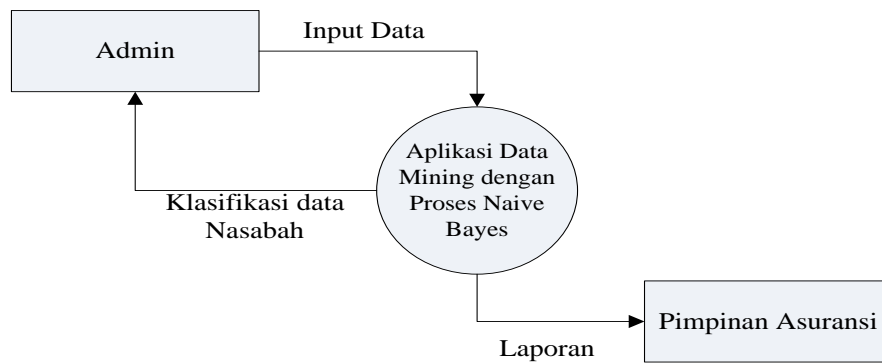 Input Data
Admin
Aplikasi Data
Mining dengan
Proses Naive
Bayes
Klasifikasi data
Nasabah
Pimpinan Asuransi
Laporan